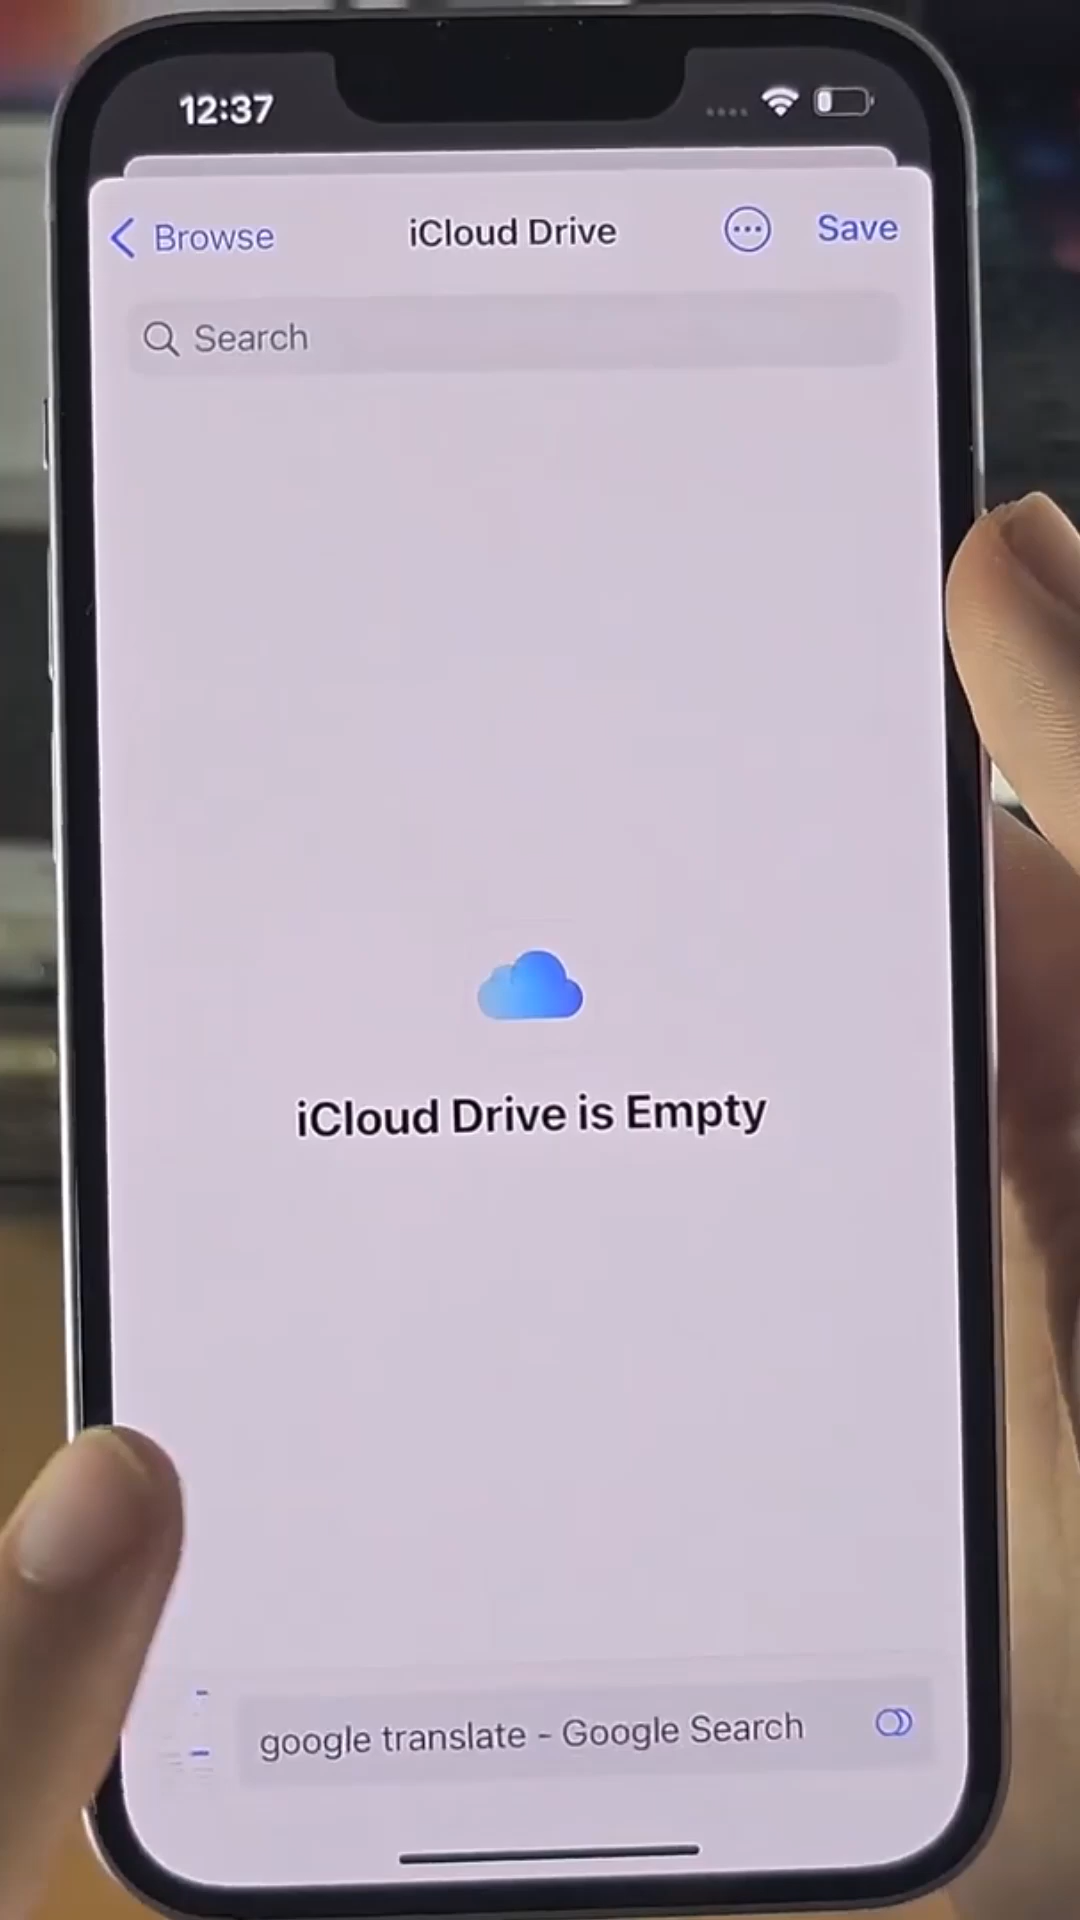 12:37
Browse
iCloud Drive
Save
Search
iCloud Drive is Empty
google translate - Google Search